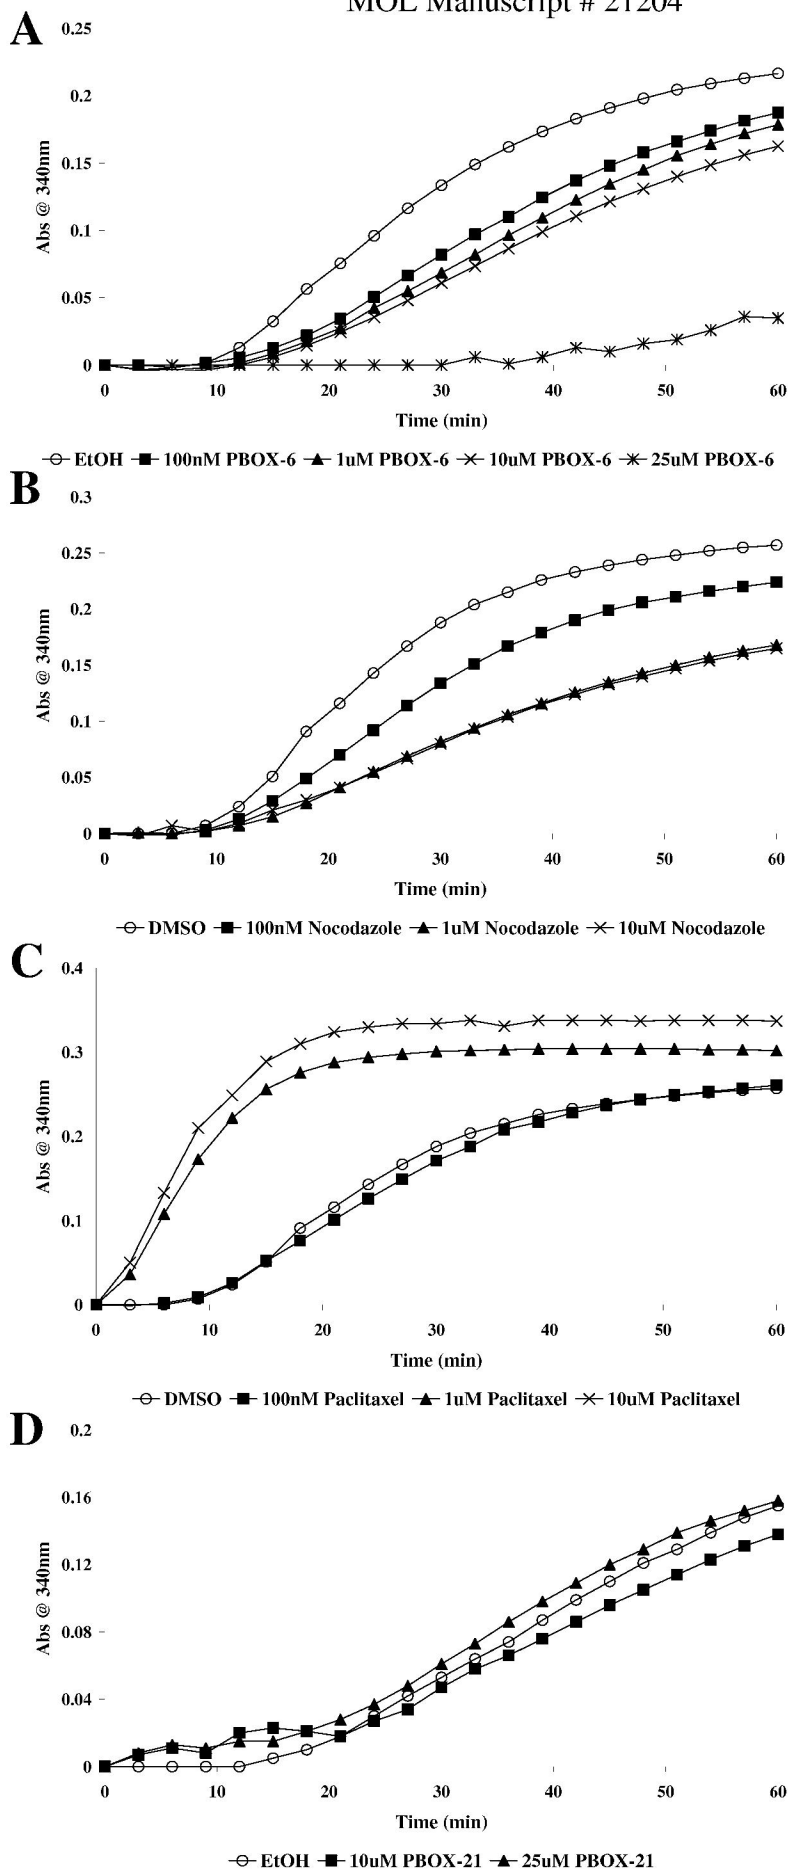 MOL Manuscript # 21204
A
0.25
0.2
0.15
0.1
0.05
0
Abs @ 340nm
0 10 20 30 40 50 60
Time (min)
EtOH 100nM PBOX-6 1uM PBOX-6 10uM PBOX-6 25uM PBOX-6
B
0.3
0.25
0.2
0.15
0.1
0.05
0
Abs @ 340nm
0 10 20 30 40 50 60
Time (min)
DMSO 100nM Nocodazole 1uM Nocodazole 10uM Nocodazole
C
0.4
0.3
0.2
0.1
0
Abs @ 340nm
0 10 20 30 40 50 60
Time (min)
DMSO 100nM Paclitaxel 1uM Paclitaxel 10uM Paclitaxel
D
0.2
0.16
0.12
0.08
0.04
0
Abs @ 340nm
0 10 20 30 40 50 60
Time (min)
EtOH 10uM PBOX-21 25uM PBOX-21